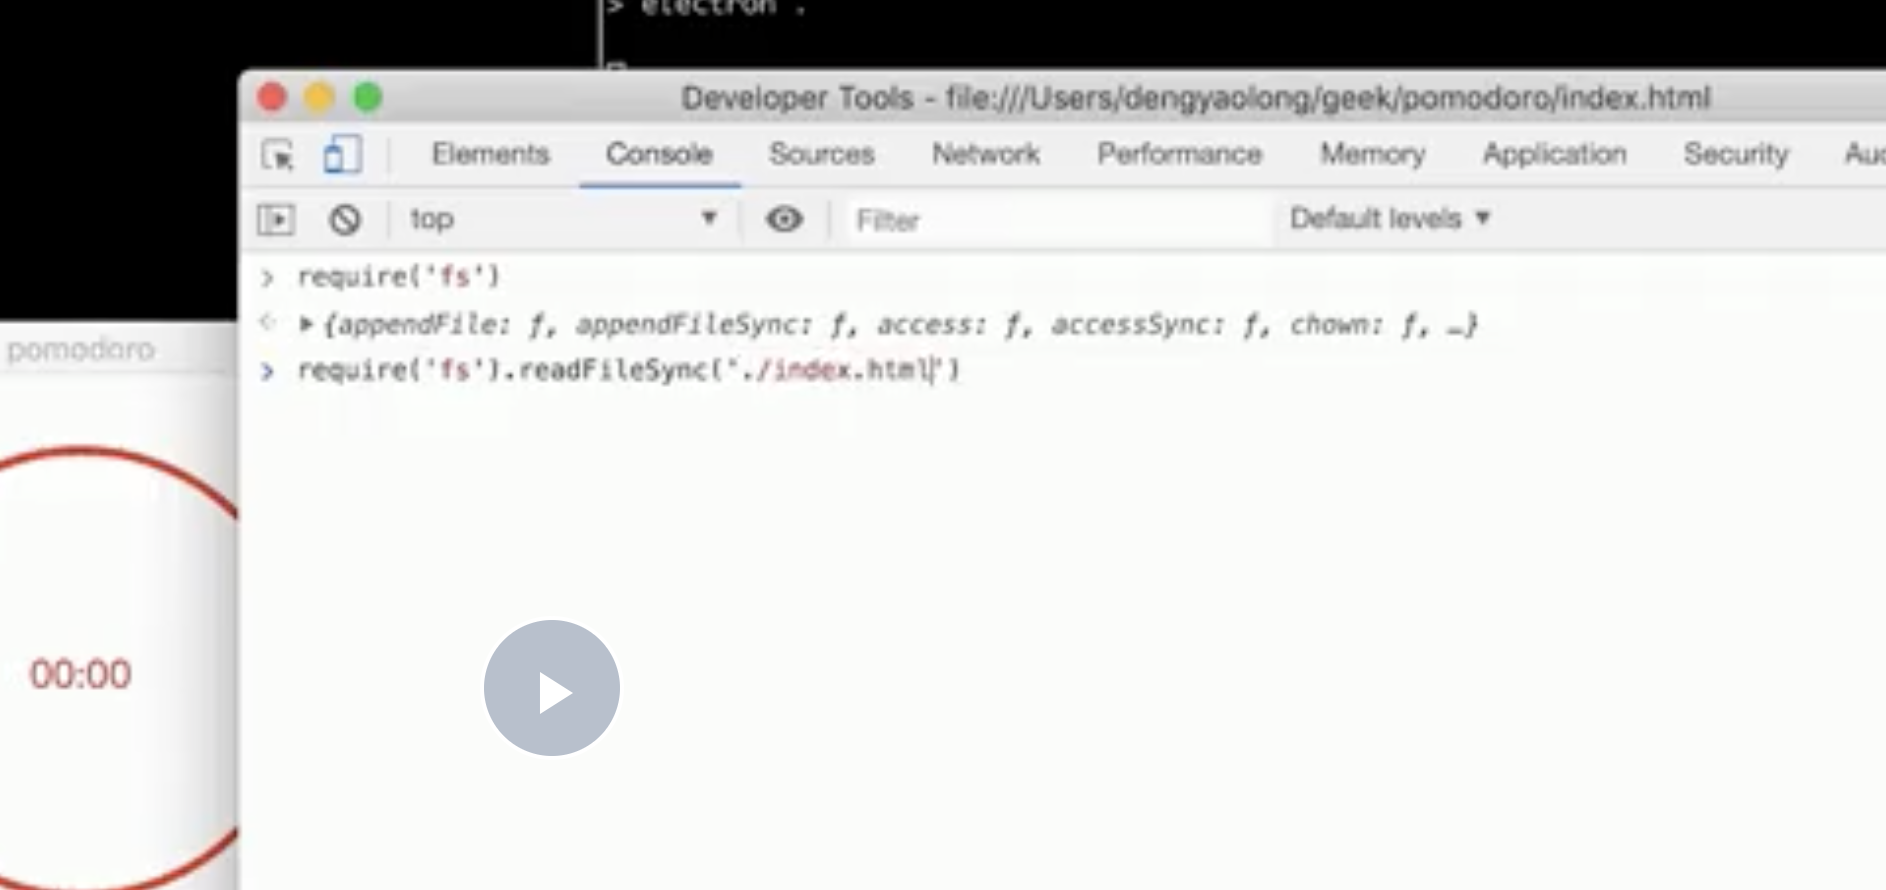 > electron .
Developer Tools - file:///Users/dengyaolong/geek/pomodoro/index.html
Elements Console Sources Network Performance Memory Application Security
top Filter Default levels
> require('fs')
{appendFile: ƒ, appendFileSync: ƒ, access: ƒ, accessSync: ƒ, chown: ƒ, …}
> require('fs').readFileSync('./index.html')
pomodoro
00:00